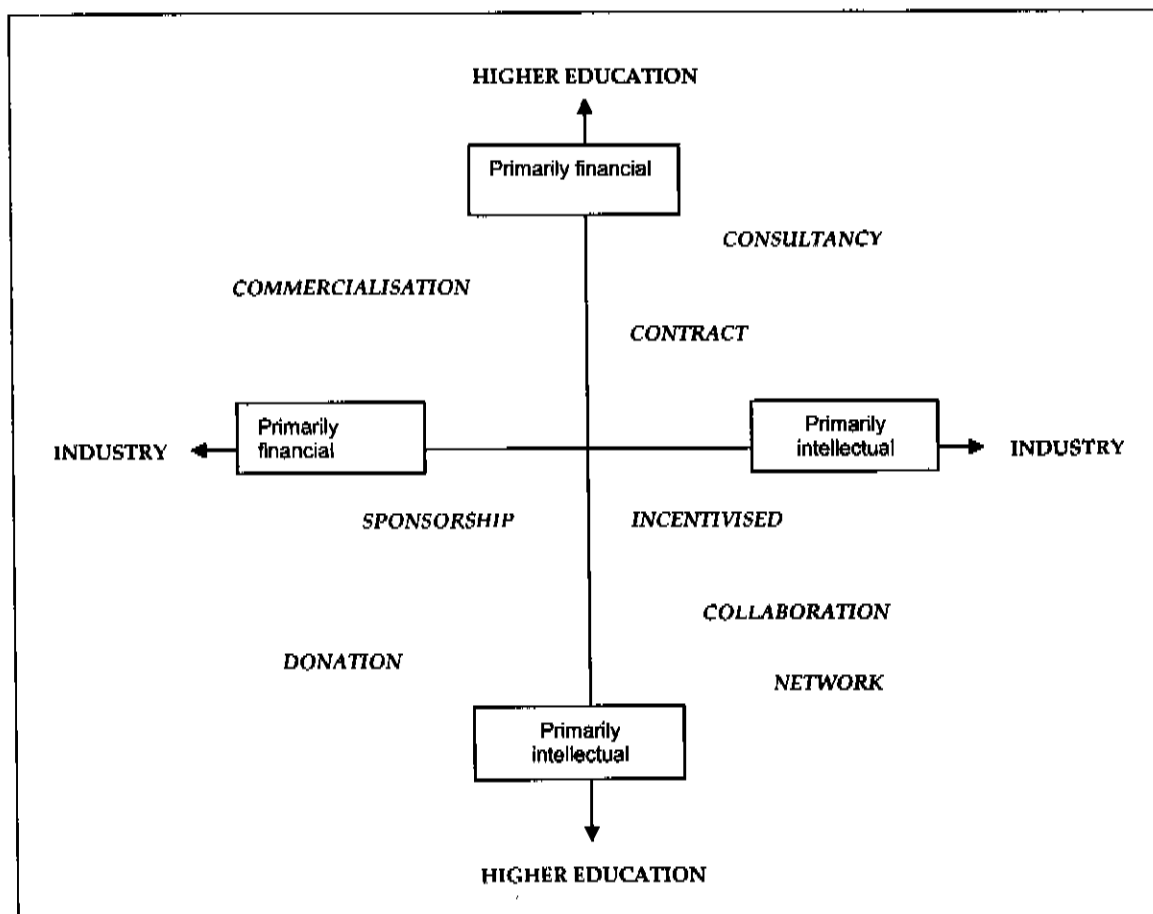 HIGHER EDUCATION
Primarily financial
CONSULTANCY
COMMERCIALISATION
CONTRACT
INDUSTRY
Primarily
financial
Primarily
intellectual
INDUSTRY
SPONSORSHIP
INCENTIVISED
COLLABORATION
DONATION
NETWORK
Primarily
intellectual
HIGHER EDUCATION